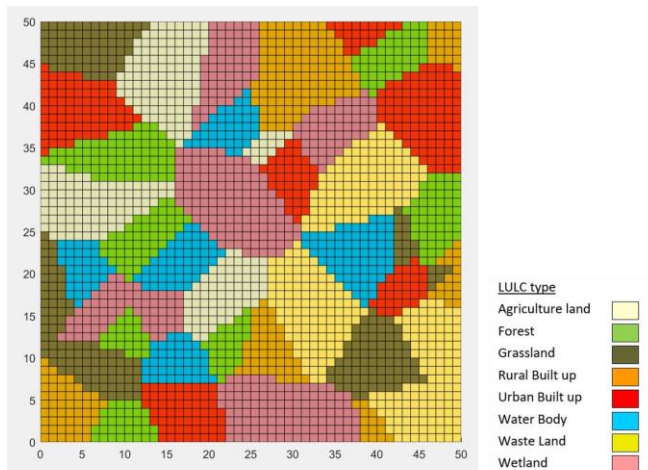 50
45
40
35
30
25
20
15
10
5
0
0 5 10 15 20 25 30 35 40 45 50
LULC type
Agriculture land
Forest
Grassland
Rural Built up
Urban Built up
Water Body
Waste Land
Wetland